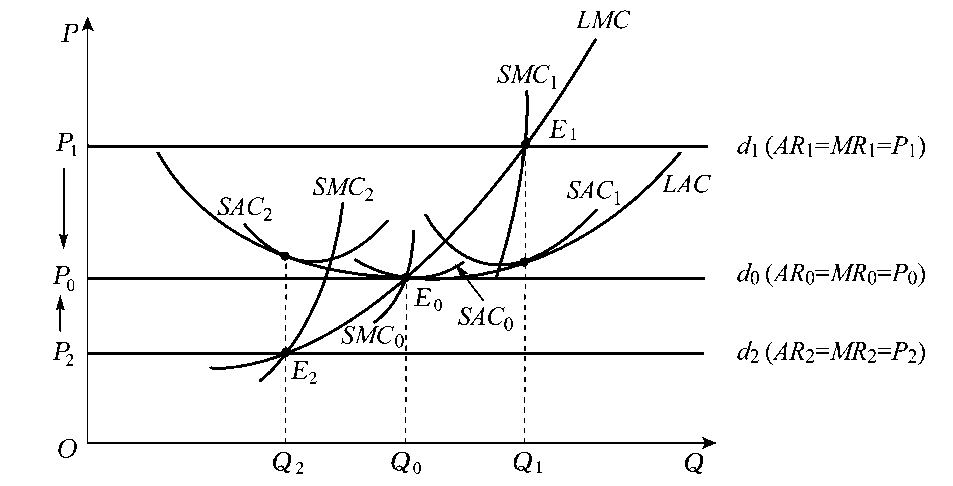 P
LMC
SMC₁
P₁
E₁
d₁ (AR₁=MR₁=P₁)
SMC₂
SAC₁
LAC
SAC₂
P₀
d₀ (AR₀=MR₀=P₀)
E₀
SAC₀
SMC₀
P₂
E₂
d₂ (AR₂=MR₂=P₂)
O
Q₂
Q₀
Q₁
Q